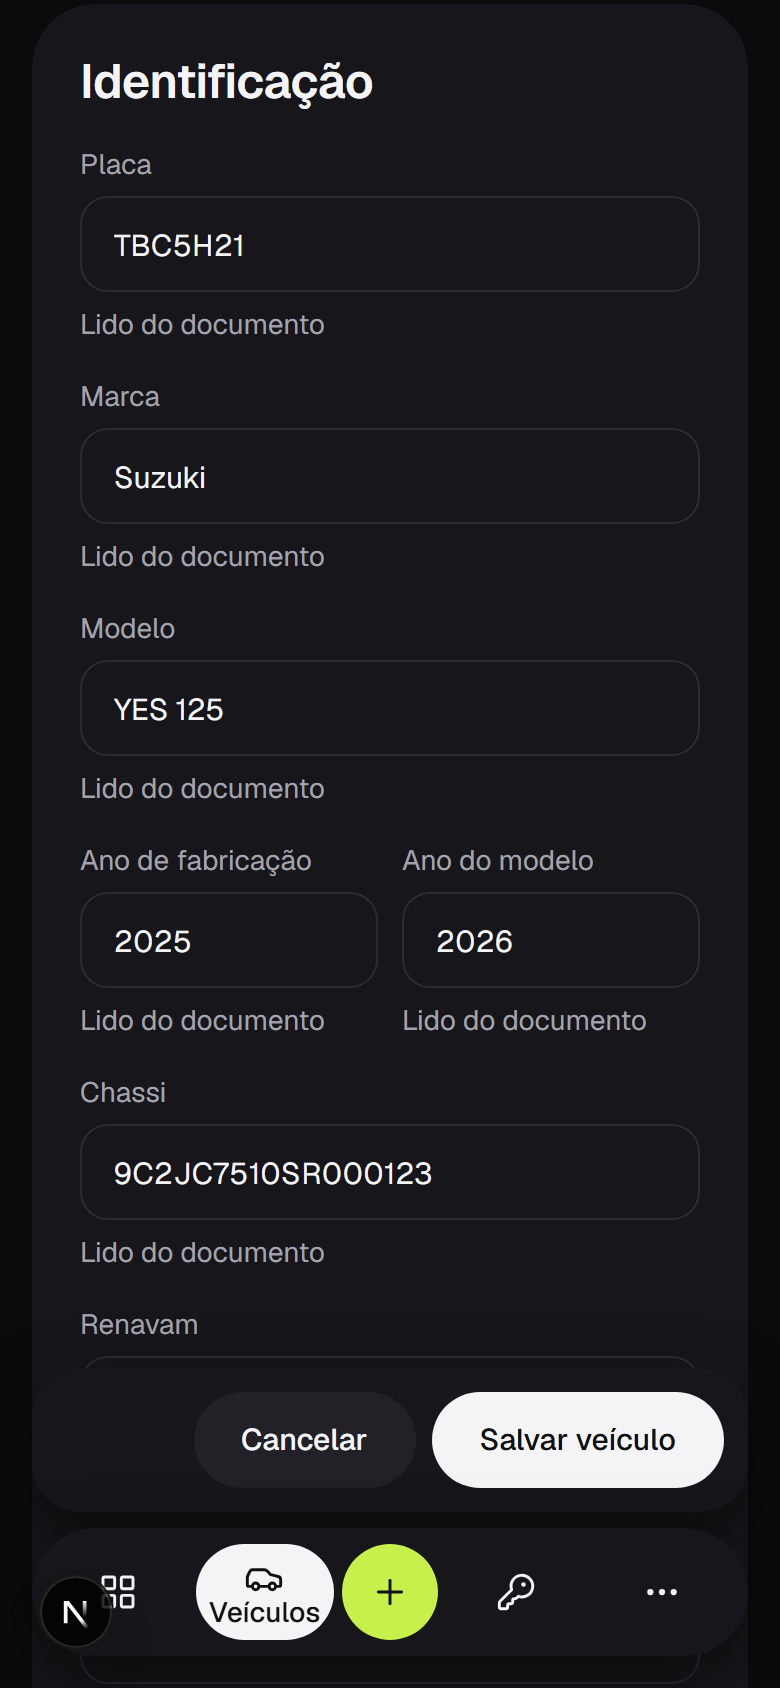 Identificação
Placa
TBC5H21
Lido do documento
Marca
Suzuki
Lido do documento
Modelo
YES 125
Lido do documento
Ano de fabricação Ano do modelo
2025 2026
Lido do documento Lido do documento
Chassi
9C2JC7510SR000123
Lido do documento
Renavam
Cancelar Salvar veículo
Veículos
N